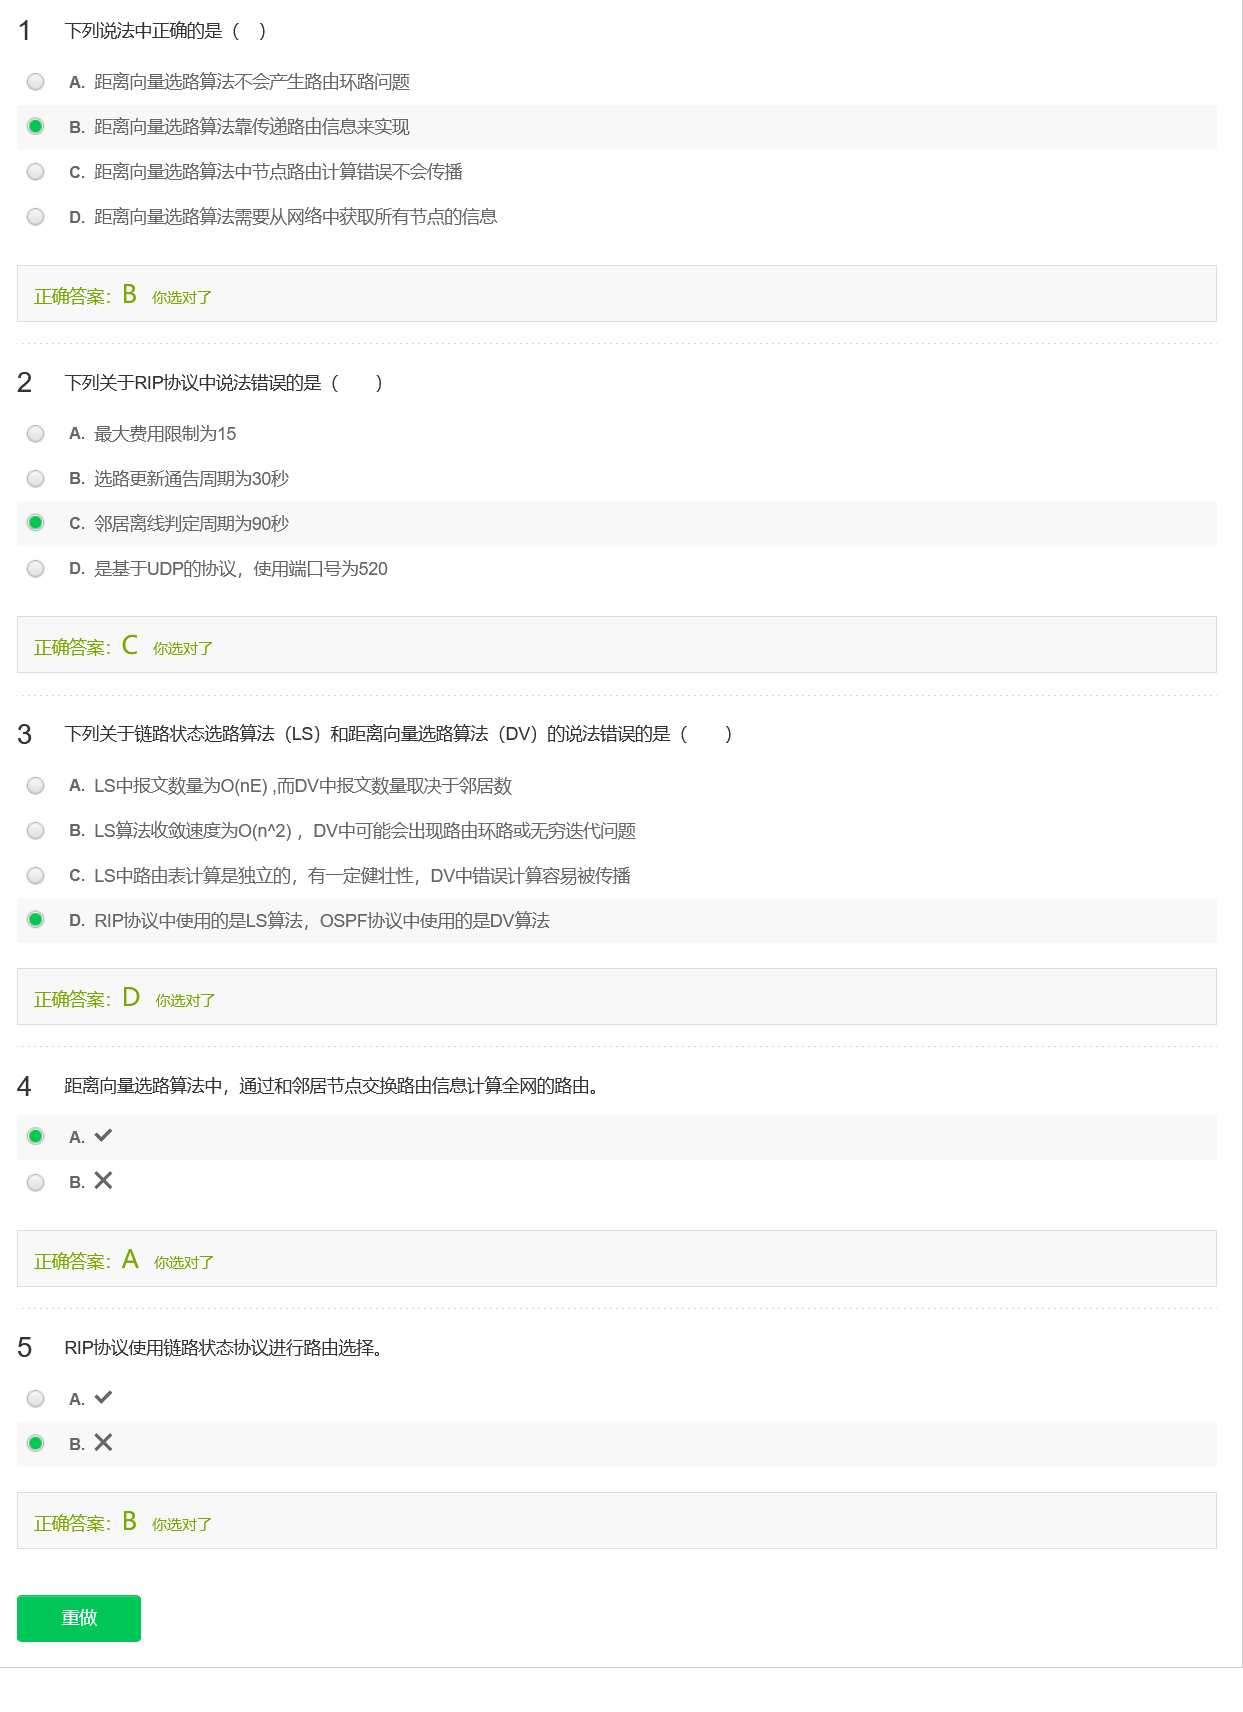 1 下列说法中正确的是（ ）
A. 距离向量选路算法不会产生路由环路问题
B. 距离向量选路算法靠传递路由信息来实现
C. 距离向量选路算法中节点路由计算错误不会传播
D. 距离向量选路算法需要从网络中获取所有节点的信息
正确答案：B 你选对了
2 下列关于RIP协议中说法错误的是（ ）
A. 最大费用限制为15
B. 选路更新通告周期为30秒
C. 邻居离线判定周期为90秒
D. 是基于UDP的协议，使用端口号为520
正确答案：C 你选对了
3 下列关于链路状态选路算法（LS）和距离向量选路算法（DV）的说法错误的是（ ）
A. LS中报文数量为O(nE) ,而DV中报文数量取决于邻居数
B. LS算法收敛速度为O(n^2) ，DV中可能会出现路由环路或无穷迭代问题
C. LS中路由表计算是独立的，有一定健壮性，DV中错误计算容易被传播
D. RIP协议中使用的是LS算法，OSPF协议中使用的是DV算法
正确答案：D 你选对了
4 距离向量选路算法中，通过和邻居节点交换路由信息计算全网的路由。
A.
B.
正确答案：A 你选对了
5 RIP协议使用链路状态协议进行路由选择。
A.
B.
正确答案：B 你选对了
重做